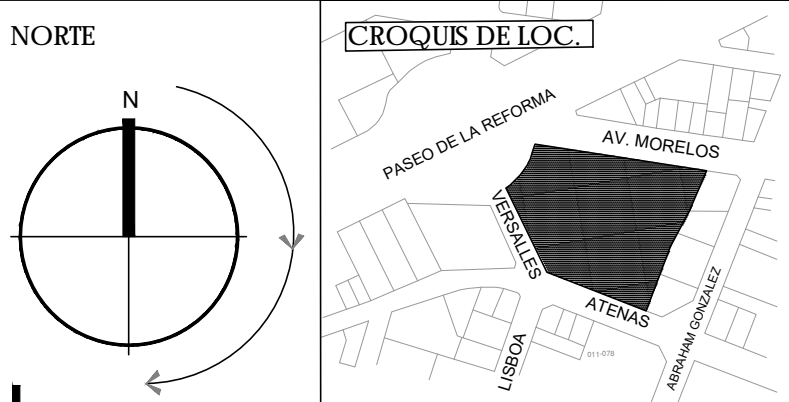 NORTE
N
CROQUIS DE LOC.
PASEO DE LA REFORMA
AV. MORELOS
VERSALLES
ATENAS
LISBOA
ABRAHAM GONZALEZ
011-078